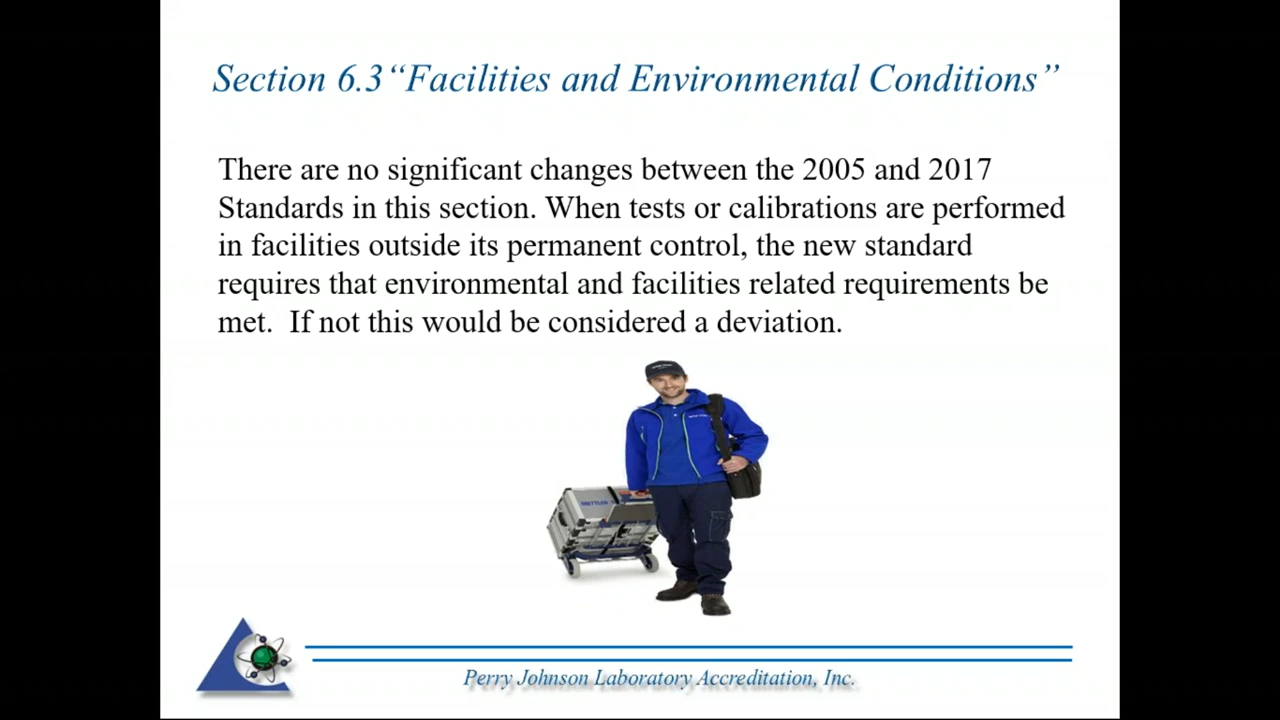 Section 6.3“Facilities and Environmental Conditions”
There are no significant changes between the 2005 and 2017
Standards in this section. When tests or calibrations are performed
in facilities outside its permanent control, the new standard
requires that environmental and facilities related requirements be
met.  If not this would be considered a deviation.
METTLER
Perry Johnson Laboratory Accreditation, Inc.